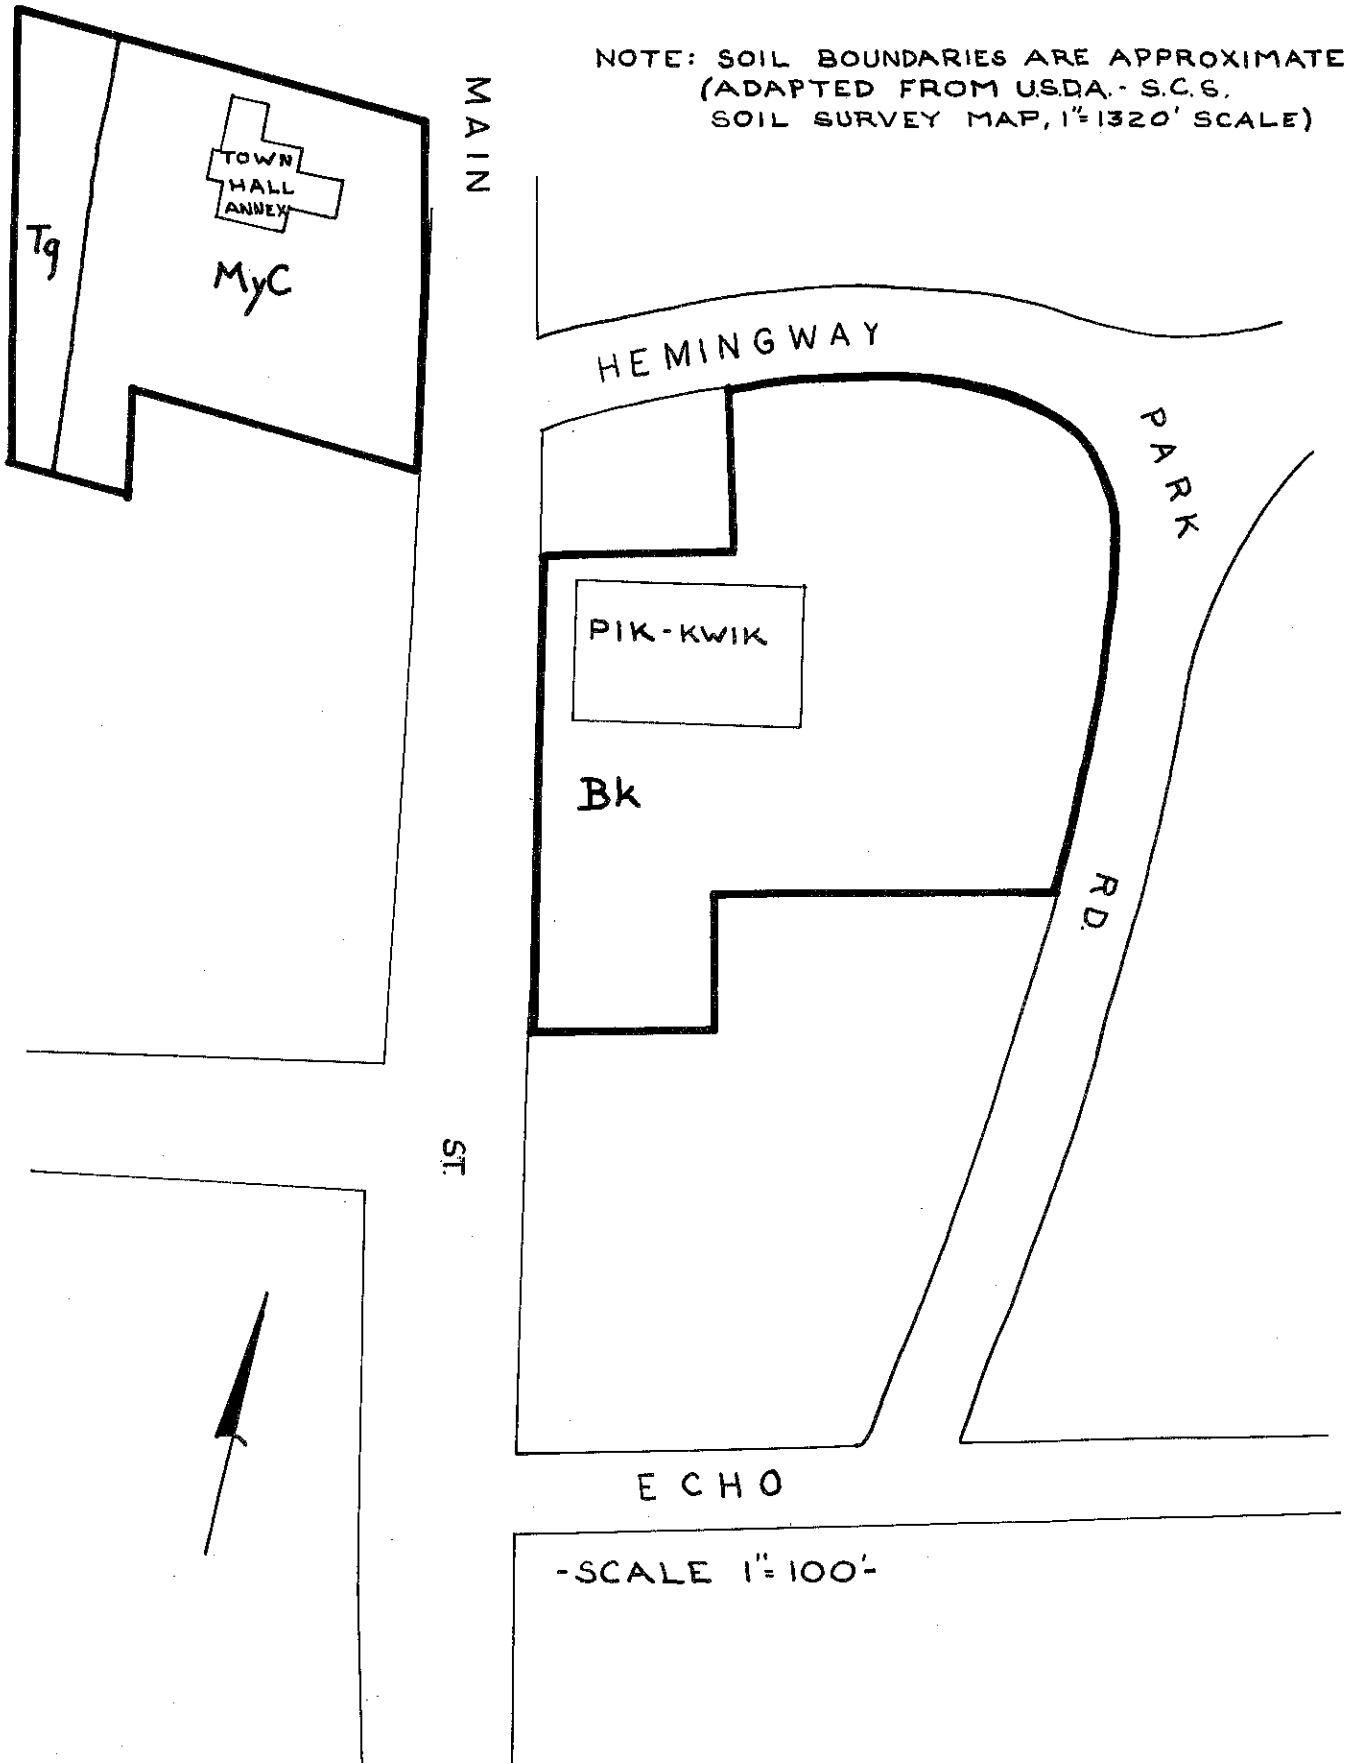 NOTE: SOIL BOUNDARIES ARE APPROXIMATE
(ADAPTED FROM U.S.D.A. - S.C.S.
SOIL SURVEY MAP, 1"=1320' SCALE)
MAIN
TOWN
HALL
ANNEX
Tg
MyC
HEMINGWAY
PARK
PIK-KWIK
Bk
RD.
ST.
ECHO
-SCALE 1"=100'-